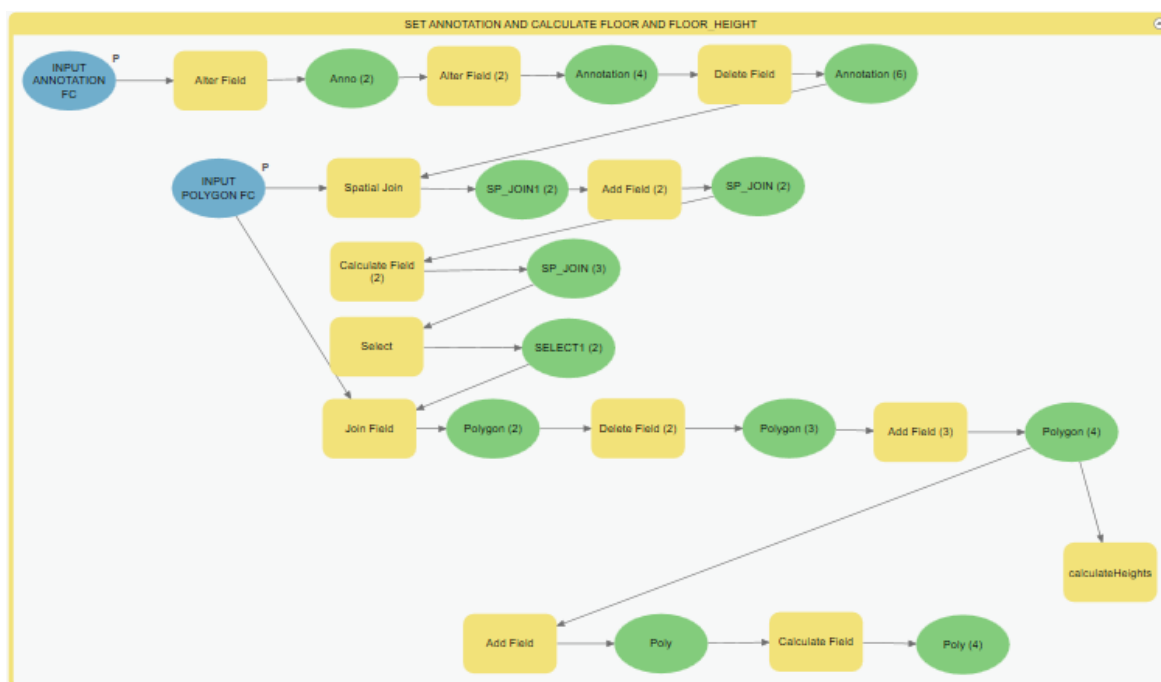 SET ANNOTATION AND CALCULATE FLOOR AND FLOOR_HEIGHT
INPUT
ANNOTATION
FC
P
Alter Field
Anno (2)
Alter Field (2)
Annotation (4)
Delete Field
Annotation (6)
INPUT
POLYGON FC
P
Spatial Join
SP_JOIN1 (2)
Add Field (2)
SP_JOIN (2)
Calculate Field
(2)
SP_JOIN (3)
Select
SELECT1 (2)
Join Field
Polygon (2)
Delete Field (2)
Polygon (3)
Add Field (3)
Polygon (4)
calculateHeights
Add Field
Poly
Calculate Field
Poly (4)